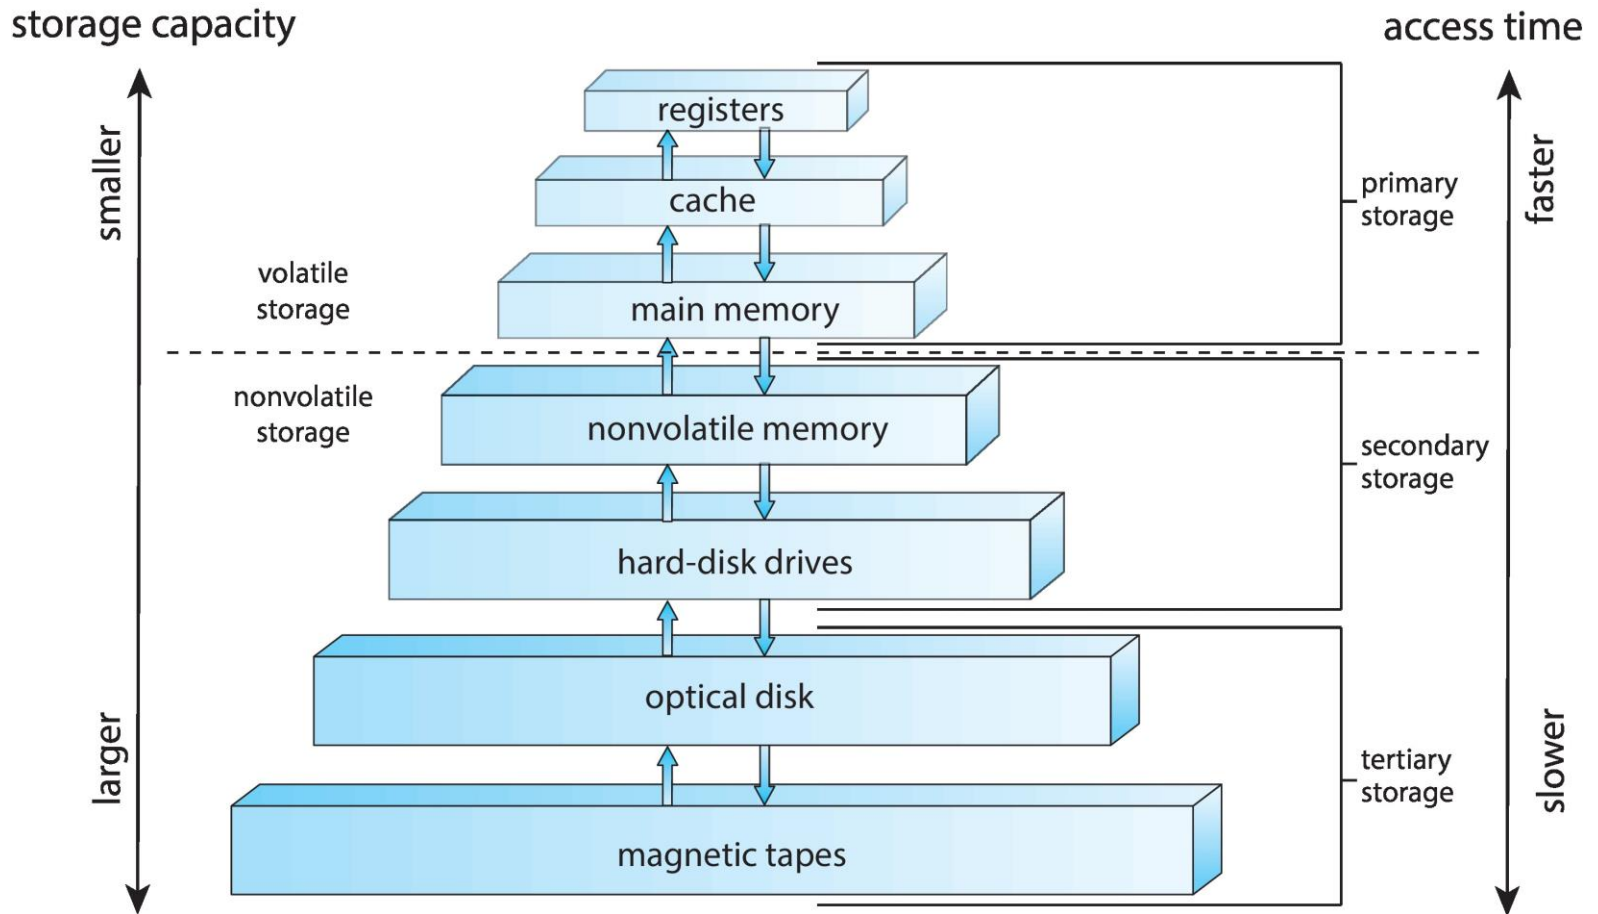 storage capacity
access time
registers
smaller
cache
primary
storage
faster
volatile
storage
main memory
nonvolatile
storage
nonvolatile memory
secondary
storage
hard-disk drives
optical disk
larger
tertiary
storage
slower
magnetic tapes